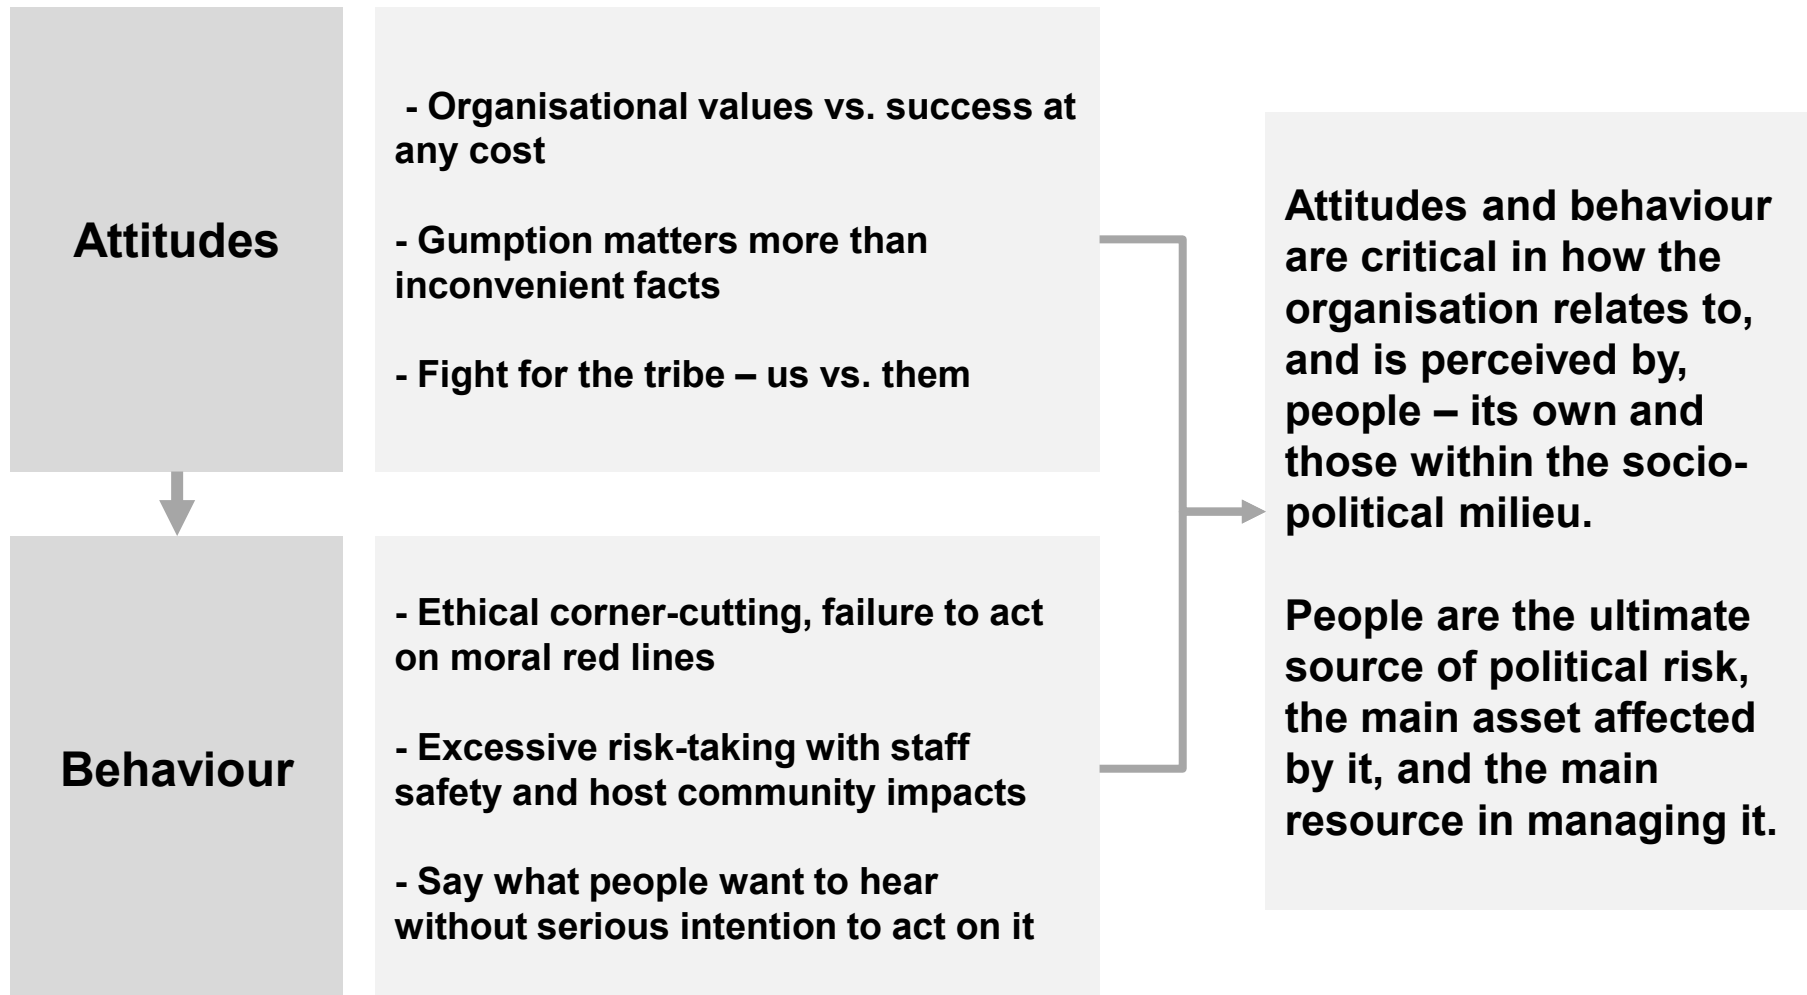 Attitudes
- Organisational values vs. success at
any cost
- Gumption matters more than
inconvenient facts
- Fight for the tribe – us vs. them
Behaviour
- Ethical corner-cutting, failure to act
on moral red lines
- Excessive risk-taking with staff
safety and host community impacts
- Say what people want to hear
without serious intention to act on it
Attitudes and behaviour
are critical in how the
organisation relates to,
and is perceived by,
people – its own and
those within the socio-
political milieu.
People are the ultimate
source of political risk,
the main asset affected
by it, and the main
resource in managing it.